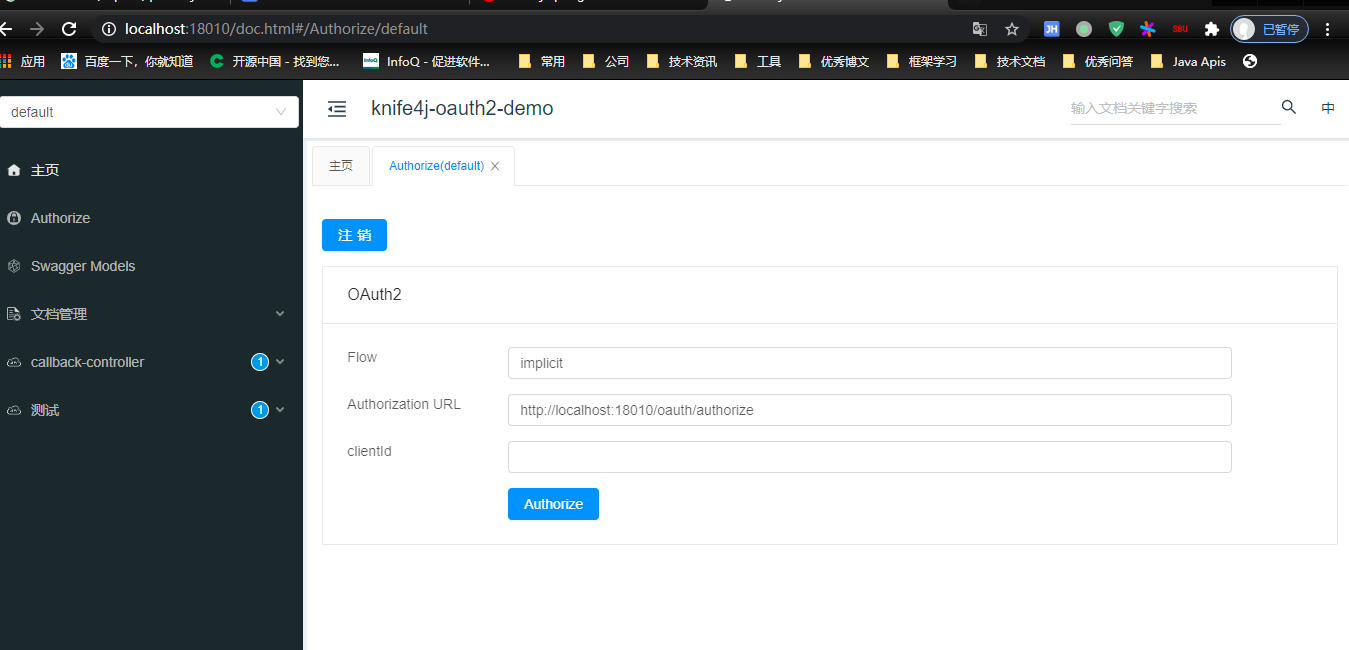 localhost:18010/doc.html#/Authorize/default
JH
SBU
已暂停
应用
百度一下，你就知道
开源中国 - 找到您...
InfoQ
InfoQ - 促进软件...
常用
公司
技术资讯
工具
优秀博文
框架学习
技术文档
优秀问答
Java Apis
default
knife4j-oauth2-demo
输入文档关键字搜索
中
主页
Authorize
Swagger Models
文档管理
callback-controller 1
测试 1
主页
Authorize(default)
注 销
OAuth2
Flow
implicit
Authorization URL
http://localhost:18010/oauth/authorize
clientId
Authorize